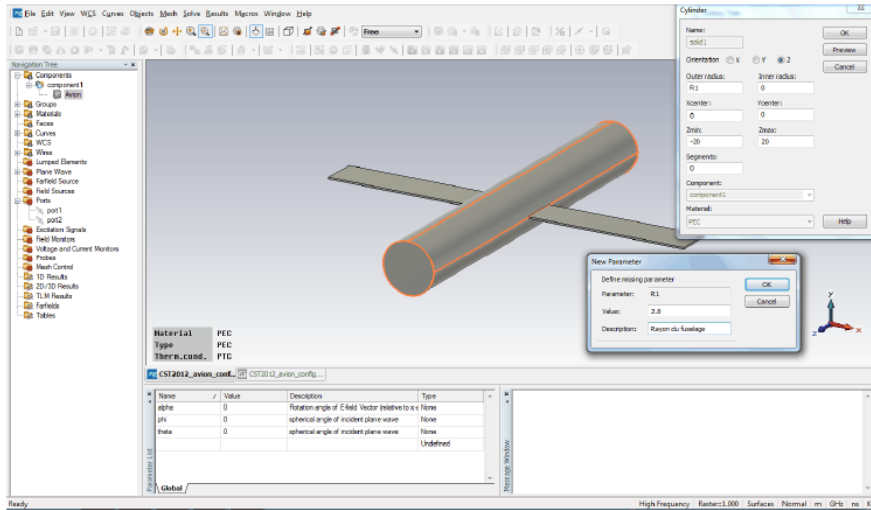 File Edit View WCS Curves Objects Mesh Solve Results Macros Window Help
Free
Navigation Tree
Components
component1
Avion
Groups
Materials
Faces
Curves
WCS
Wires
Lumped Elements
Plane Wave
Farfield Source
Field Sources
Ports
port1
port2
Excitation Signals
Field Monitors
Voltage and Current Monitors
Probes
Mesh Control
1D Results
2D/3D Results
TLM Results
Farfields
Tables
Material PEC
Type PEC
Therm.cond. PTC
Cylinder
Name:
solid1
OK
Preview
Cancel
Orientation X Y Z
Outer radius: Inner radius:
R1 0
Xcenter: Ycenter:
0 0
Zmin: Zmax:
-20 20
Segments:
0
Component:
component1
Material:
PEC
Help
New Parameter
Define missing parameter
Parameter: R1
Value: 2.8
Description: Rayon du fuselage
OK
Cancel
y
x
z
CST2012_avion_conf... CST2012_avion_config...
Name / Value Description Type
alpha 0 Rotation angle of E-field Vector (relative to x- None
phi 0 spherical angle of incident plane wave None
theta 0 spherical angle of incident plane wave None
Undefined
Global
Parameter List
Message Window
Ready
High Frequency Raster=1.000 Surfaces Normal m GHz ns K